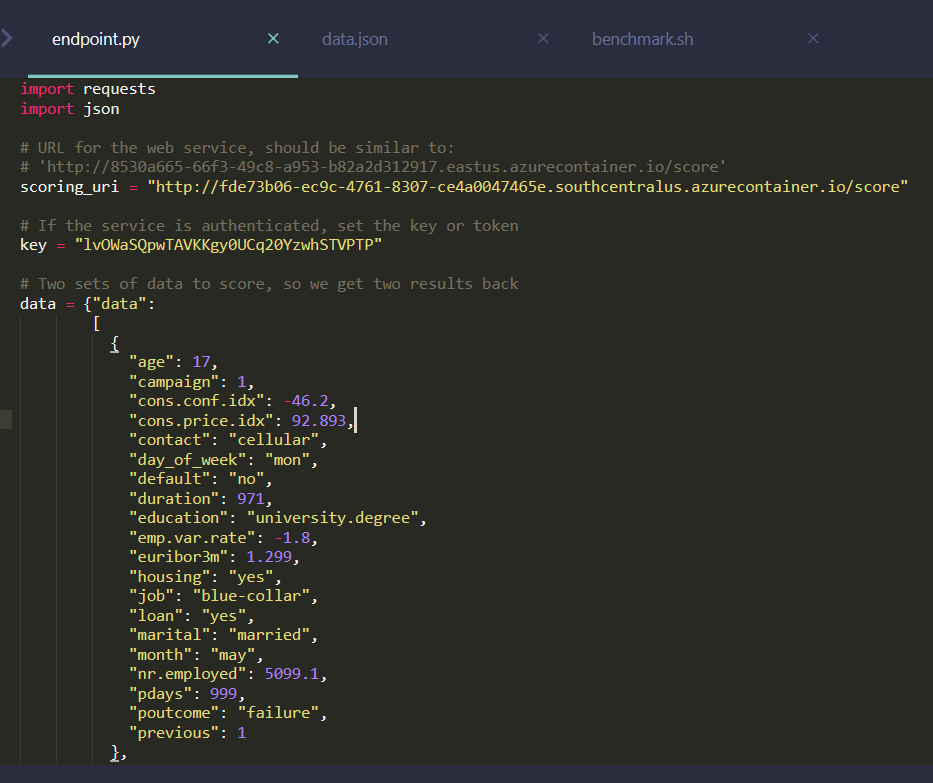 endpoint.py × data.json × benchmark.sh ×
import requests
import json
# URL for the web service, should be similar to:
# 'http://8530a665-66f3-49c8-a953-b82a2d312917.eastus.azurecontainer.io/score'
scoring_uri = "http://fde73b06-ec9c-4761-8307-ce4a0047465e.southcentralus.azurecontainer.io/score"
# If the service is authenticated, set the key or token
key = "lvOWaSQpwTAVKKgy0UCq20YzwhSTVPTP"
# Two sets of data to score, so we get two results back
data = {"data":
[
{
"age": 17,
"campaign": 1,
"cons.conf.idx": -46.2,
"cons.price.idx": 92.893,
"contact": "cellular",
"day_of_week": "mon",
"default": "no",
"duration": 971,
"education": "university.degree",
"emp.var.rate": -1.8,
"euribor3m": 1.299,
"housing": "yes",
"job": "blue-collar",
"loan": "yes",
"marital": "married",
"month": "may",
"nr.employed": 5099.1,
"pdays": 999,
"poutcome": "failure",
"previous": 1
},